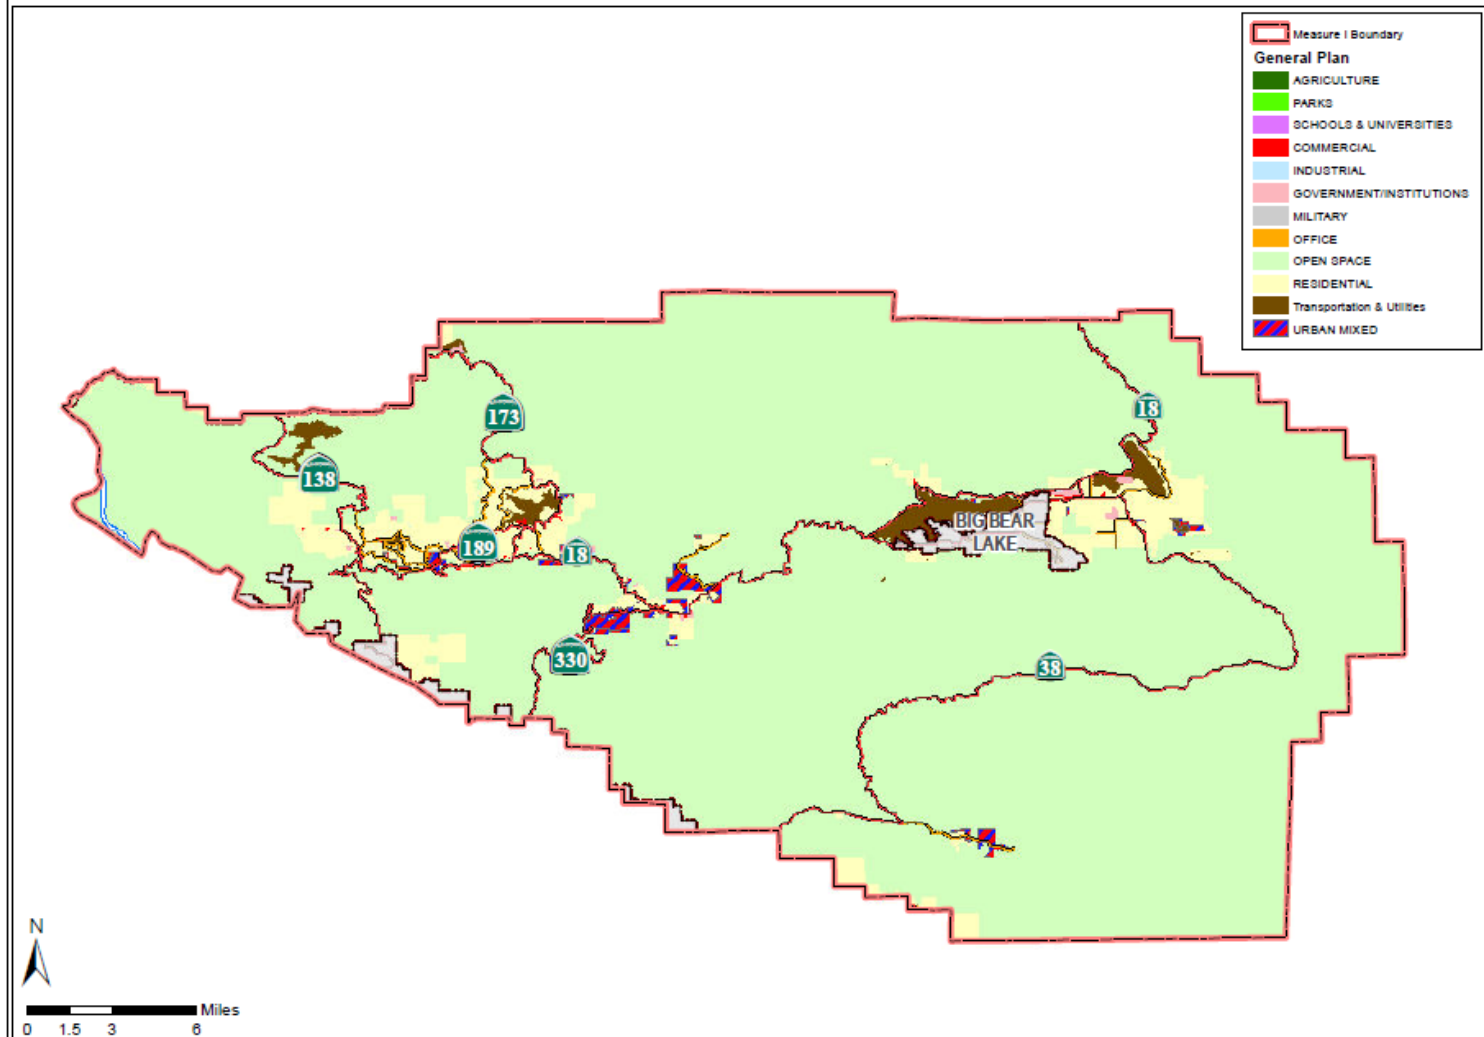 Measure I Boundary
General Plan
AGRICULTURE
PARKS
SCHOOLS & UNIVERSITIES
COMMERCIAL
INDUSTRIAL
GOVERNMENT/INSTITUTIONS
MILITARY
OFFICE
OPEN SPACE
RESIDENTIAL
Transportation & Utilities
URBAN MIXED
18
173
138
BIG BEAR
LAKE
189
18
330
38
N
Miles
0 1.5 3 6